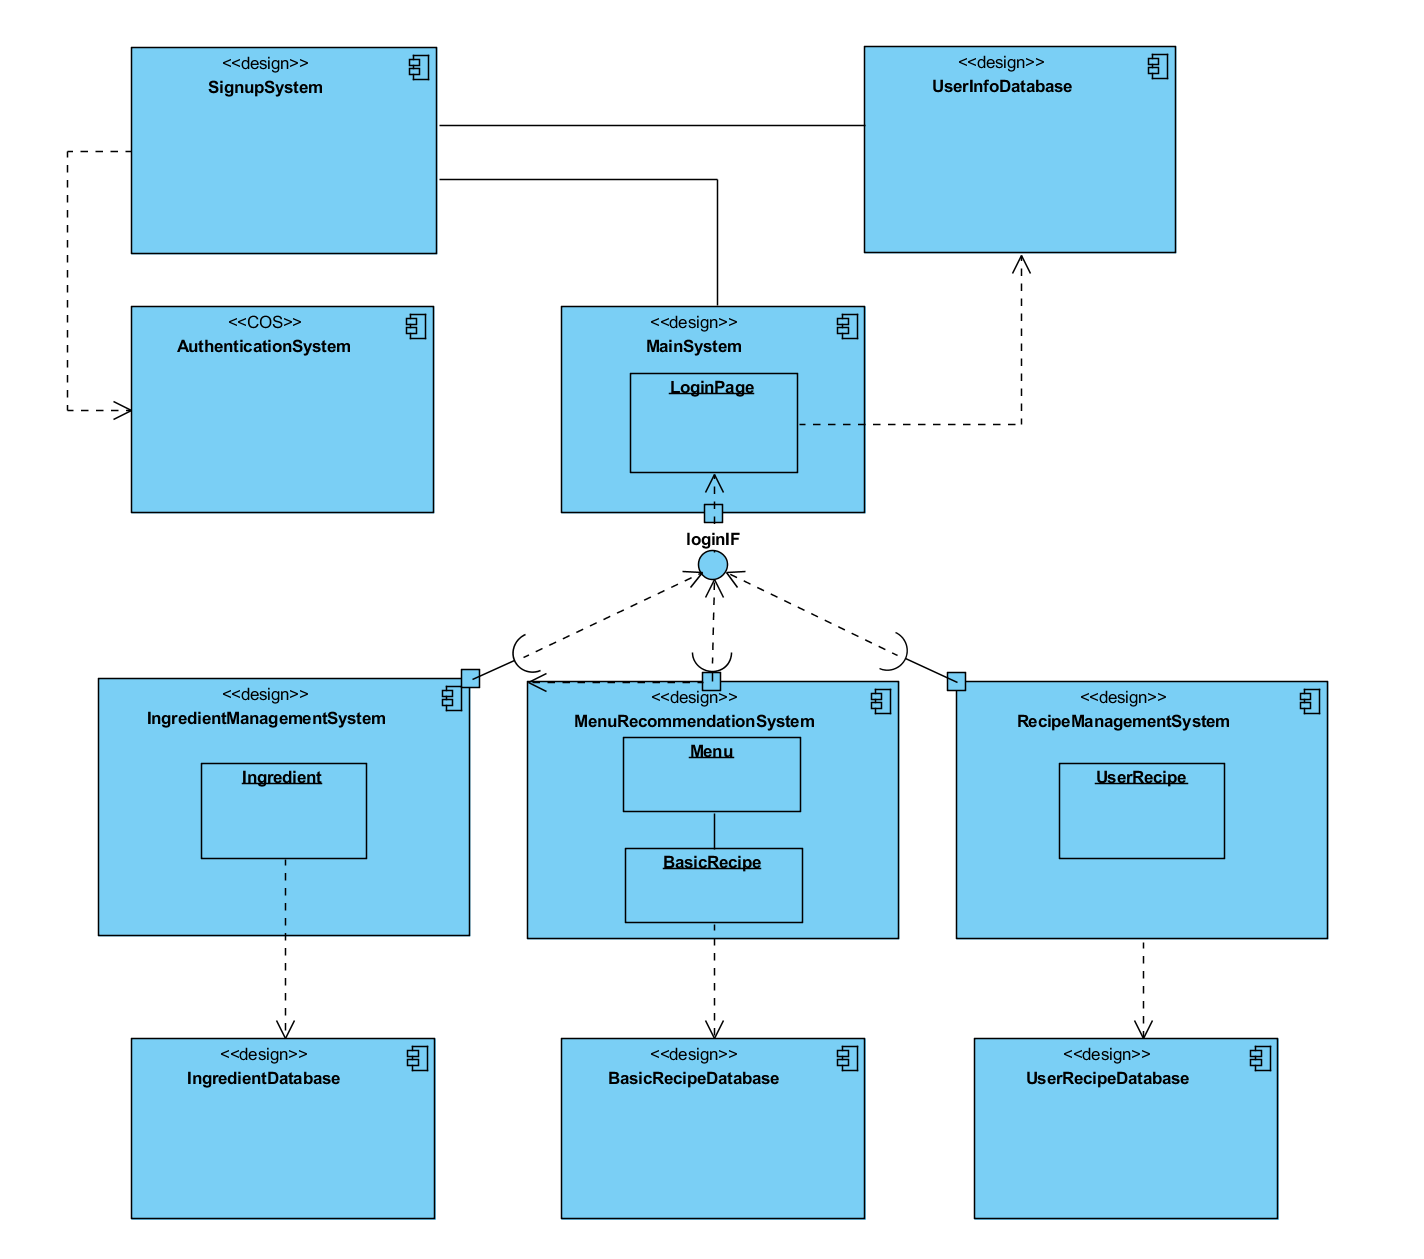 <<design>>
SignupSystem
<<design>>
UserInfoDatabase
<<COS>>
AuthenticationSystem
<<design>>
MainSystem
LoginPage
loginIF
<<design>>
IngredientManagementSystem
Ingredient
<<design>>
MenuRecommendationSystem
Menu
BasicRecipe
<<design>>
RecipeManagementSystem
UserRecipe
<<design>>
IngredientDatabase
<<design>>
BasicRecipeDatabase
<<design>>
UserRecipeDatabase